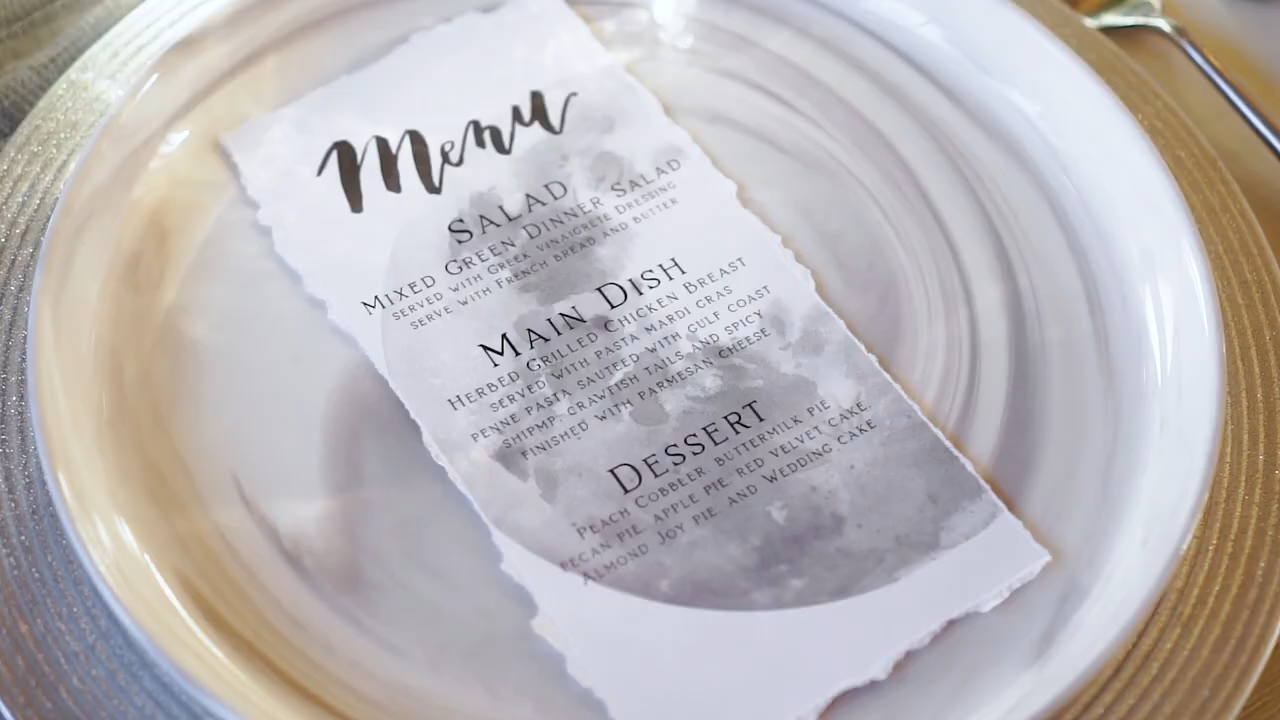 Menu
SALAD
MIXED GREEN DINNER SALAD
SERVED WITH GREEK VINAIGRETE DRESSING
SERVE WITH FRENCH BREAD AND BUTTER
MAIN DISH
HERBED GRILLED CHICKEN BREAST
SERVED WITH PASTA MARDI GRAS
PENNE PASTA, SAUTEED WITH GULF COAST
SHIPMP, CRAWFISH TAILS, AND SPICY
FINISHED WITH PARMESAN CHEESE
DESSERT
PEACH COBBLER, BUTTERMILK PIE
PECAN PIE, APPLE PIE, RED VELVET CAKE,
ALMOND JOY PIE, AND WEDDING CAKE